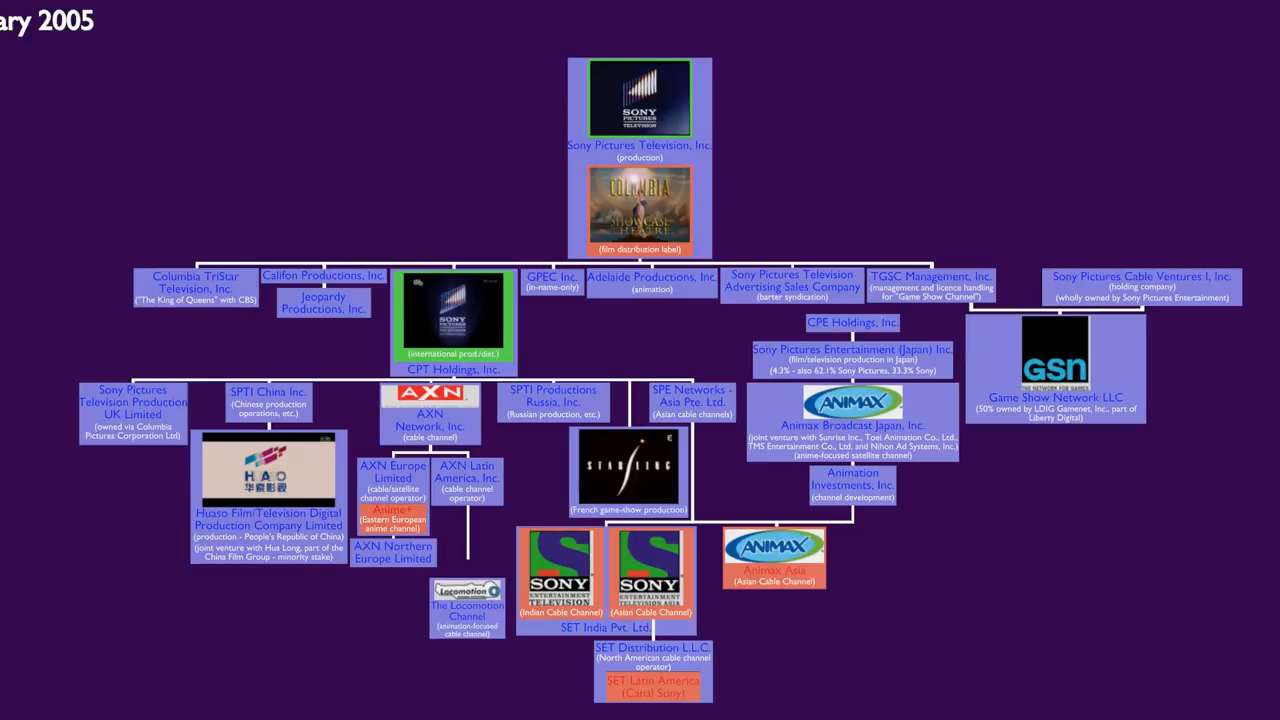 ary 2005
SONY
PICTURES
TELEVISION
Sony Pictures Television, Inc.
(production)
COLUMBIA
SHOWCASE
THEATRE
(film distribution label)
Columbia TriStar
Television, Inc.
("The King of Queens" with CBS)
Califon Productions, Inc.
Jeopardy
Productions, Inc.
SONY
PICTURES
(international prod./dist.)
CPT Holdings, Inc.
GPEC Inc.
(in-name-only)
Adelaide Productions, Inc.
(animation)
Sony Pictures Television
Advertising Sales Company
(barter syndication)
TGSC Management, Inc.
(management and licence handling
for "Game Show Channel")
Sony Pictures Cable Ventures I, Inc.
(holding company)
(wholly owned by Sony Pictures Entertainment)
CPE Holdings, Inc.
Sony Pictures Entertainment (Japan) Inc.
(film/television production in Japan)
(4.3% - also 62.1% Sony Pictures, 33.3% Sony)
gsn
THE NETWORK FOR GAMES
Game Show Network LLC
(50% owned by LDIG Gamenet, Inc., part of
Liberty Digital)
Sony Pictures
Television Production
UK Limited
(owned via Columbia
Pictures Corporation Ltd)
SPTI China Inc.
(Chinese production
operations, etc.)
AXN
AXN
Network, Inc.
(cable channel)
SPTI Productions
Russia, Inc.
(Russian production, etc.)
SPE Networks -
Asia Pte. Ltd.
(Asian cable channels)
ANIMAX
Animax Broadcast Japan, Inc.
(joint venture with Sunrise Inc., Toei Animation Co., Ltd.,
TMS Entertainment Co., Ltd. and Nihon Ad Systems, Inc.)
(anime-focused satellite channel)
HUASO
华索影视
Huaso Film/Television Digital
Production Company Limited
(production - People's Republic of China)
(joint venture with Hua Long, part of the
China Film Group - minority stake)
AXN Europe
Limited
(cable/satellite
channel operator)
Anime+
(Eastern European
anime channel)
AXN Northern
Europe Limited
AXN Latin
America, Inc.
(cable channel
operator)
STARLING
(French game-show production)
Animation
Investments, Inc.
(channel development)
Locomotion
The Locomotion
Channel
(animation-focused
cable channel)
SONY
ENTERTAINMENT
TELEVISION
(Indian Cable Channel)
SONY
ENTERTAINMENT
TELEVISION ASIA
(Asian Cable Channel)
SET India Pvt. Ltd.
ANIMAX
Animax Asia
(Asian Cable Channel)
SET Distribution L.L.C.
(North American cable channel
operator)
SET Latin America
(Canal Sony)